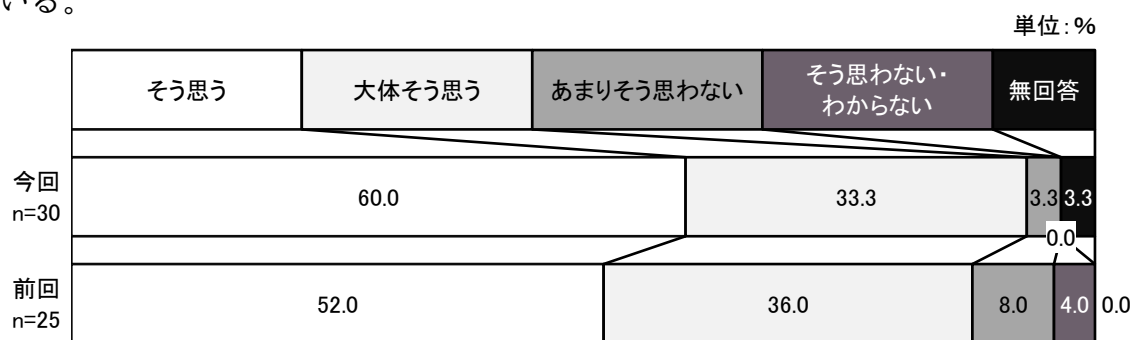 いる。
単位:%
そう思う 大体そう思う あまりそう思わない そう思わない・ 無回答
わからない
今回
n=30
60.0 33.3 3.3 3.3
0.0
前回
n=25
52.0 36.0 8.0 4.0 0.0